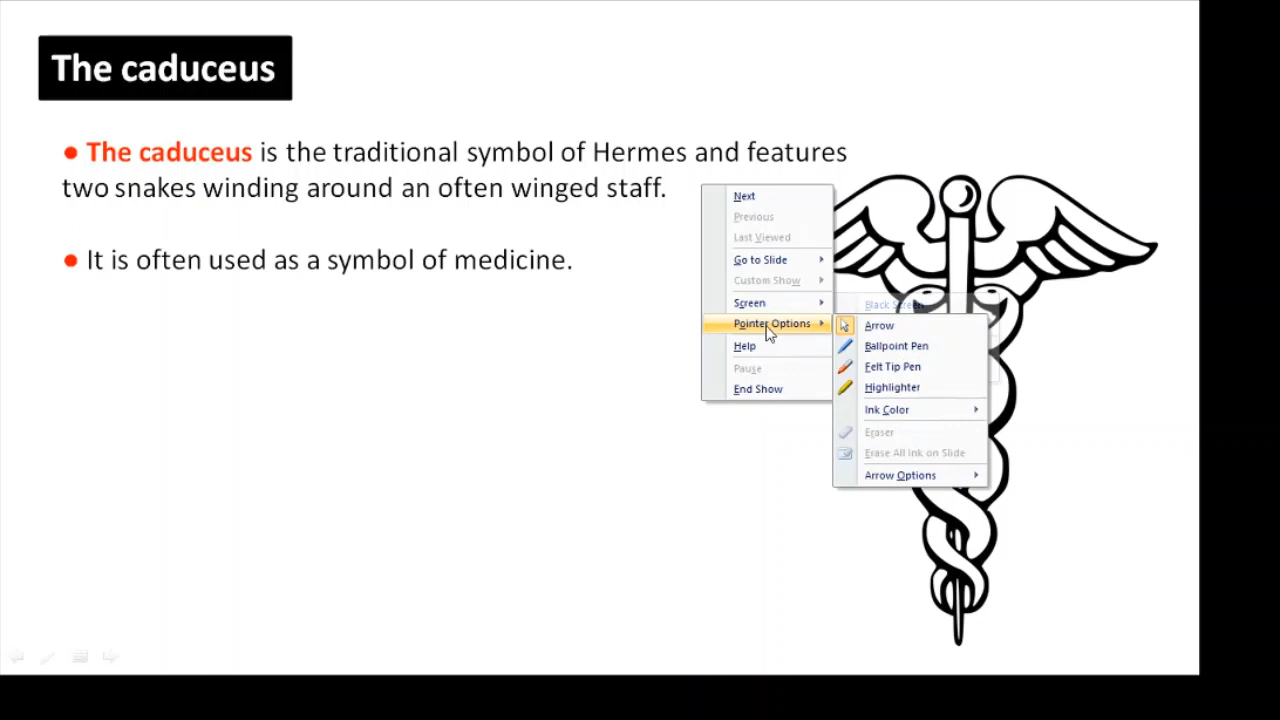 The caduceus
● The caduceus is the traditional symbol of Hermes and features
two snakes winding around an often winged staff.
● It is often used as a symbol of medicine.
Next
Previous
Last Viewed
Go to Slide
Custom Show
Screen
Pointer Options
Help
Pause
End Show
Black Screen
Arrow
Ballpoint Pen
Felt Tip Pen
Highlighter
Ink Color
Eraser
Erase All Ink on Slide
Arrow Options